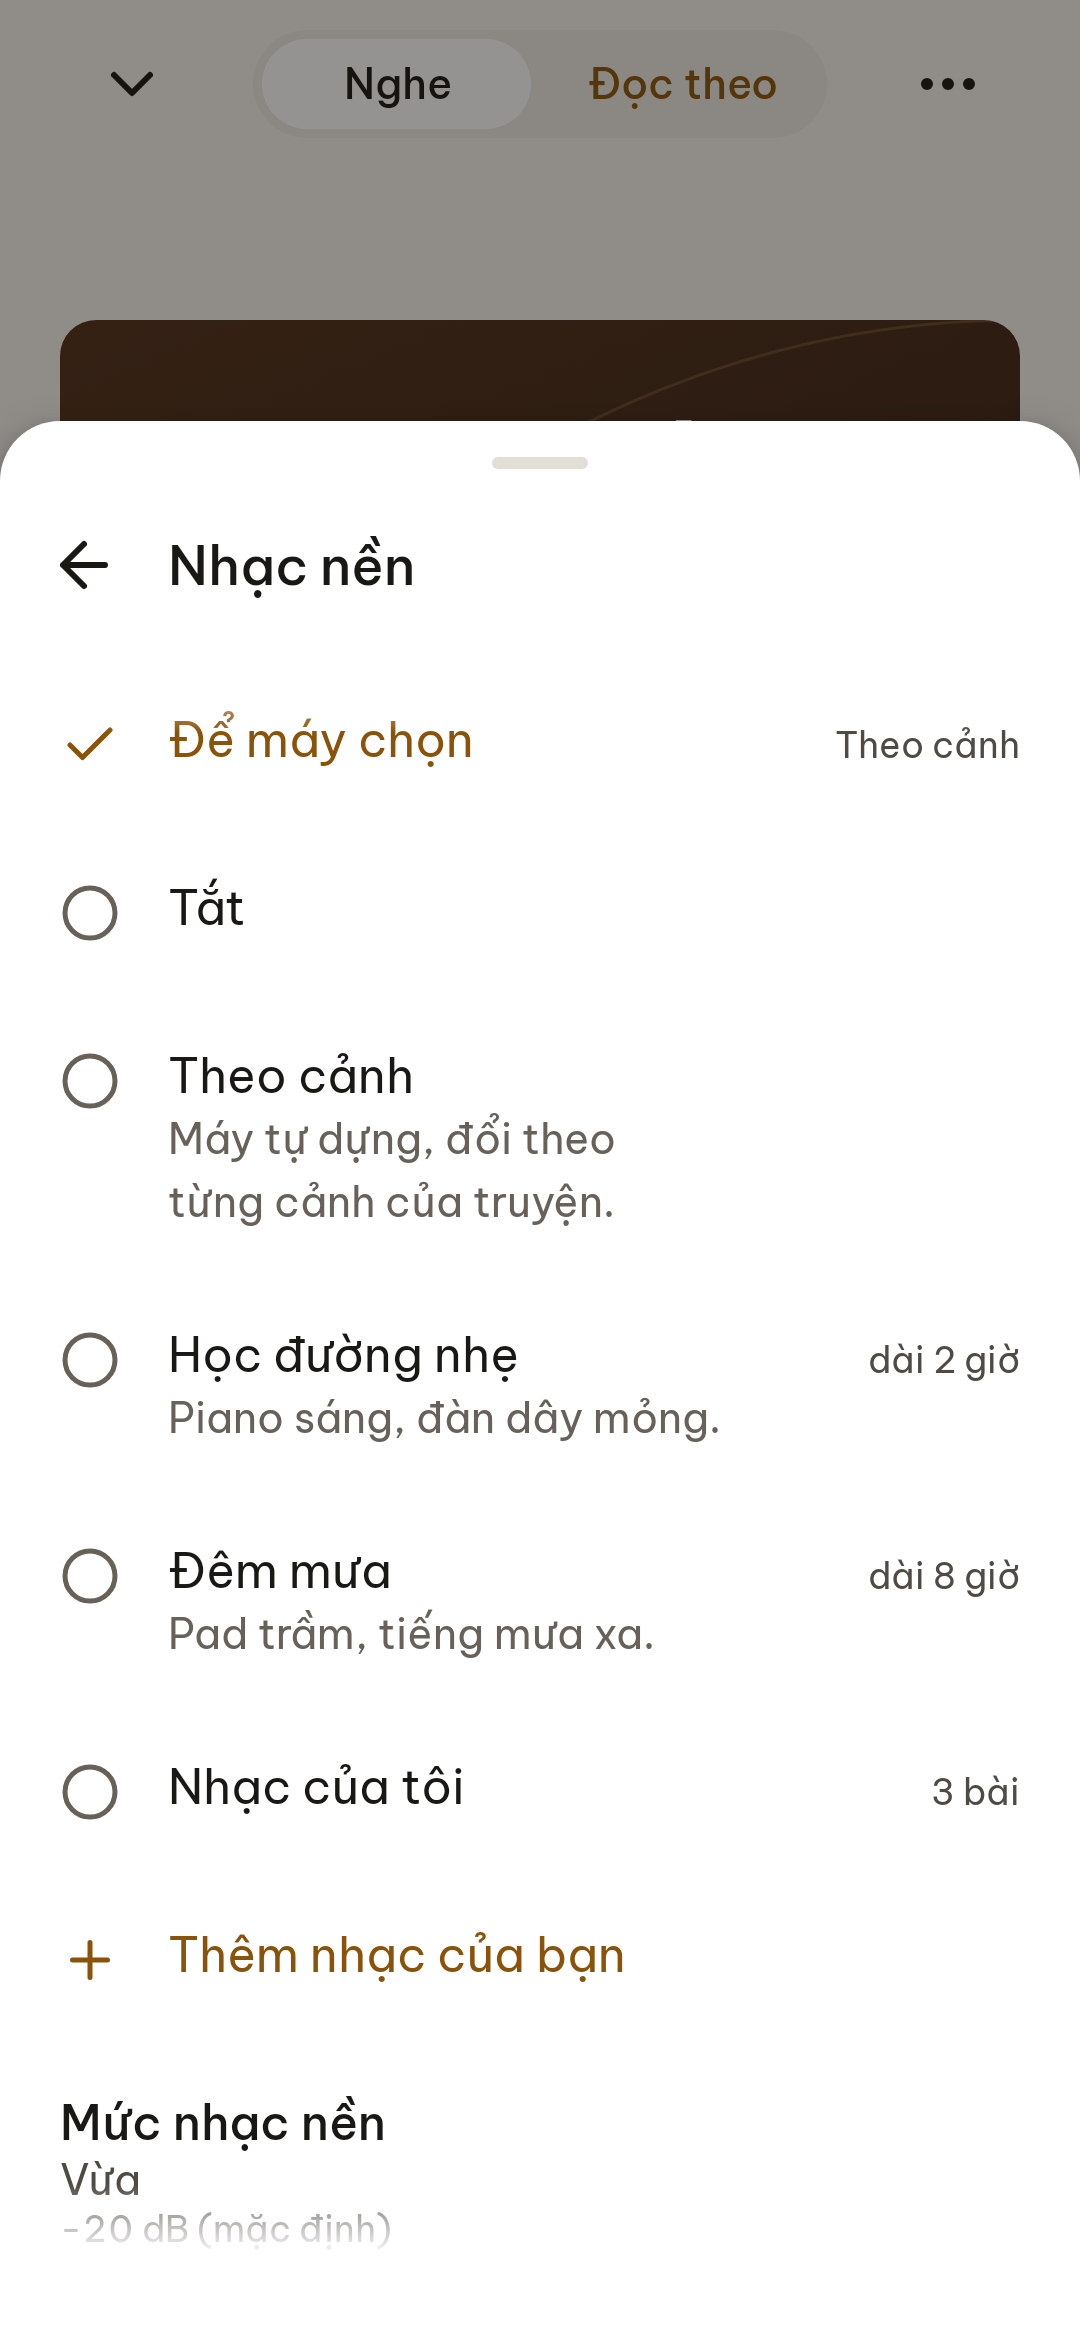 Nghe
Đọc theo
Nhạc nền
Để máy chọn
Theo cảnh
Tắt
Theo cảnh
Máy tự dựng, đổi theo
từng cảnh của truyện.
Học đường nhẹ
dài 2 giờ
Piano sáng, đàn dây mỏng.
Đêm mưa
dài 8 giờ
Pad trầm, tiếng mưa xa.
Nhạc của tôi
3 bài
Thêm nhạc của bạn
Mức nhạc nền
Vừa
−20 dB (mặc định)